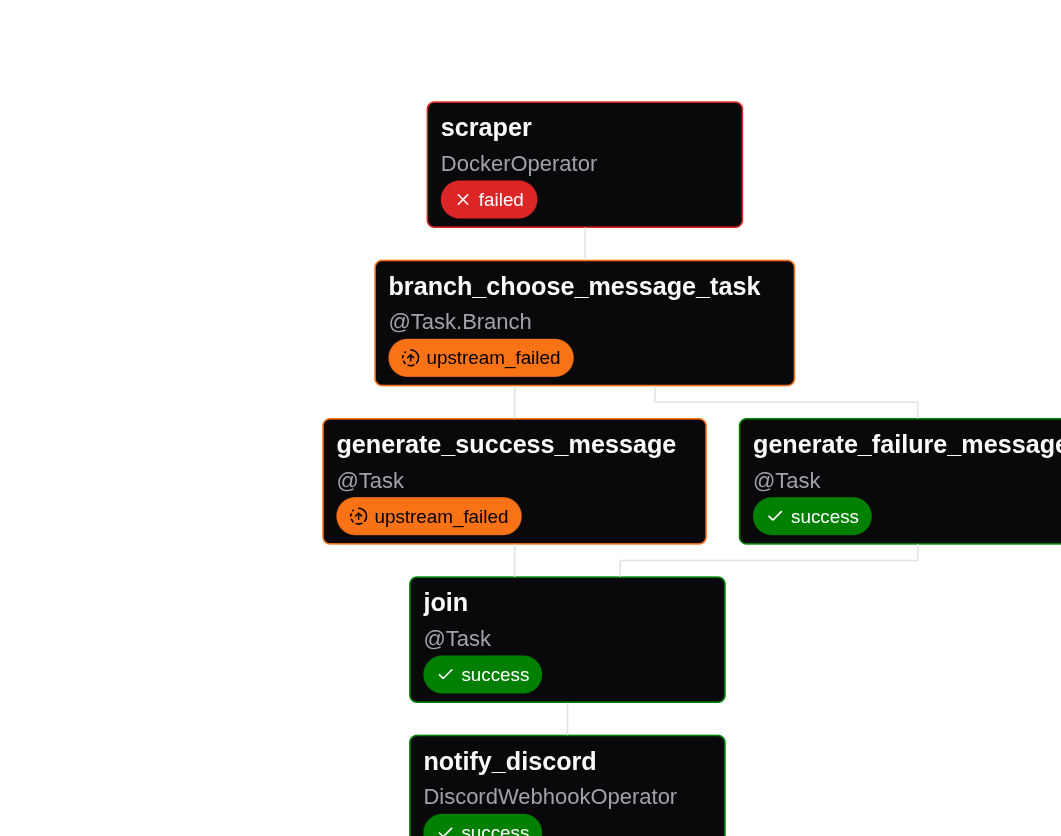 scraper
DockerOperator
failed
branch_choose_message_task
@Task.Branch
upstream_failed
generate_success_message
@Task
upstream_failed
generate_failure_message
@Task
success
join
@Task
success
notify_discord
DiscordWebhookOperator
success